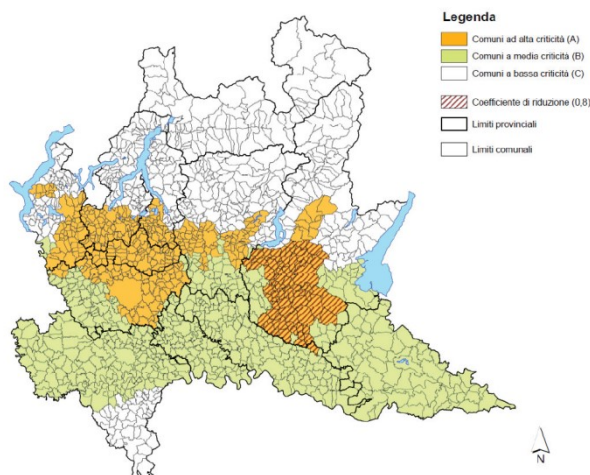 Legenda
Comuni ad alta criticità (A)
Comuni a media criticità (B)
Comuni a bassa criticità (C)
Coefficiente di riduzione (0,8)
Limiti provinciali
Limiti comunali
N